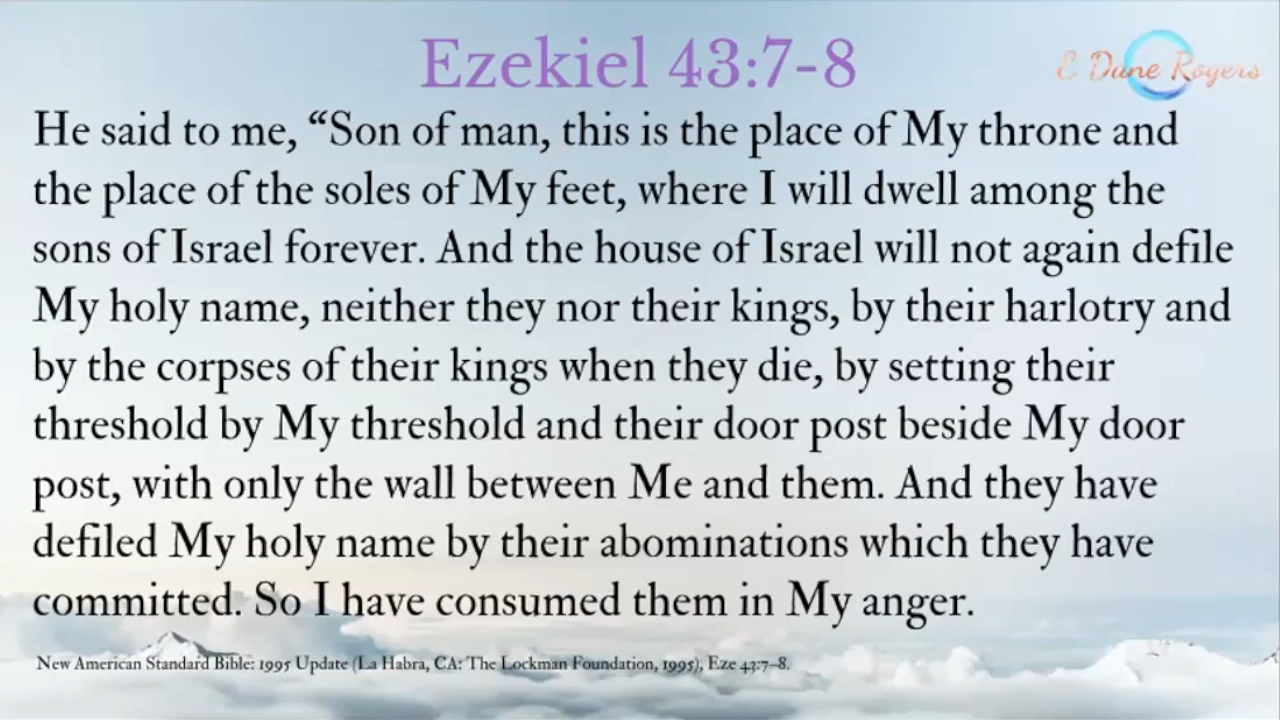 Ezekiel 43:7-8
E Dane Rogers
He said to me, “Son of man, this is the place of My throne and
the place of the soles of My feet, where I will dwell among the
sons of Israel forever. And the house of Israel will not again defile
My holy name, neither they nor their kings, by their harlotry and
by the corpses of their kings when they die, by setting their
threshold by My threshold and their door post beside My door
post, with only the wall between Me and them. And they have
defiled My holy name by their abominations which they have
committed. So I have consumed them in My anger.
New American Standard Bible: 1995 Update (La Habra, CA: The Lockman Foundation, 1995), Eze 43:7–8.